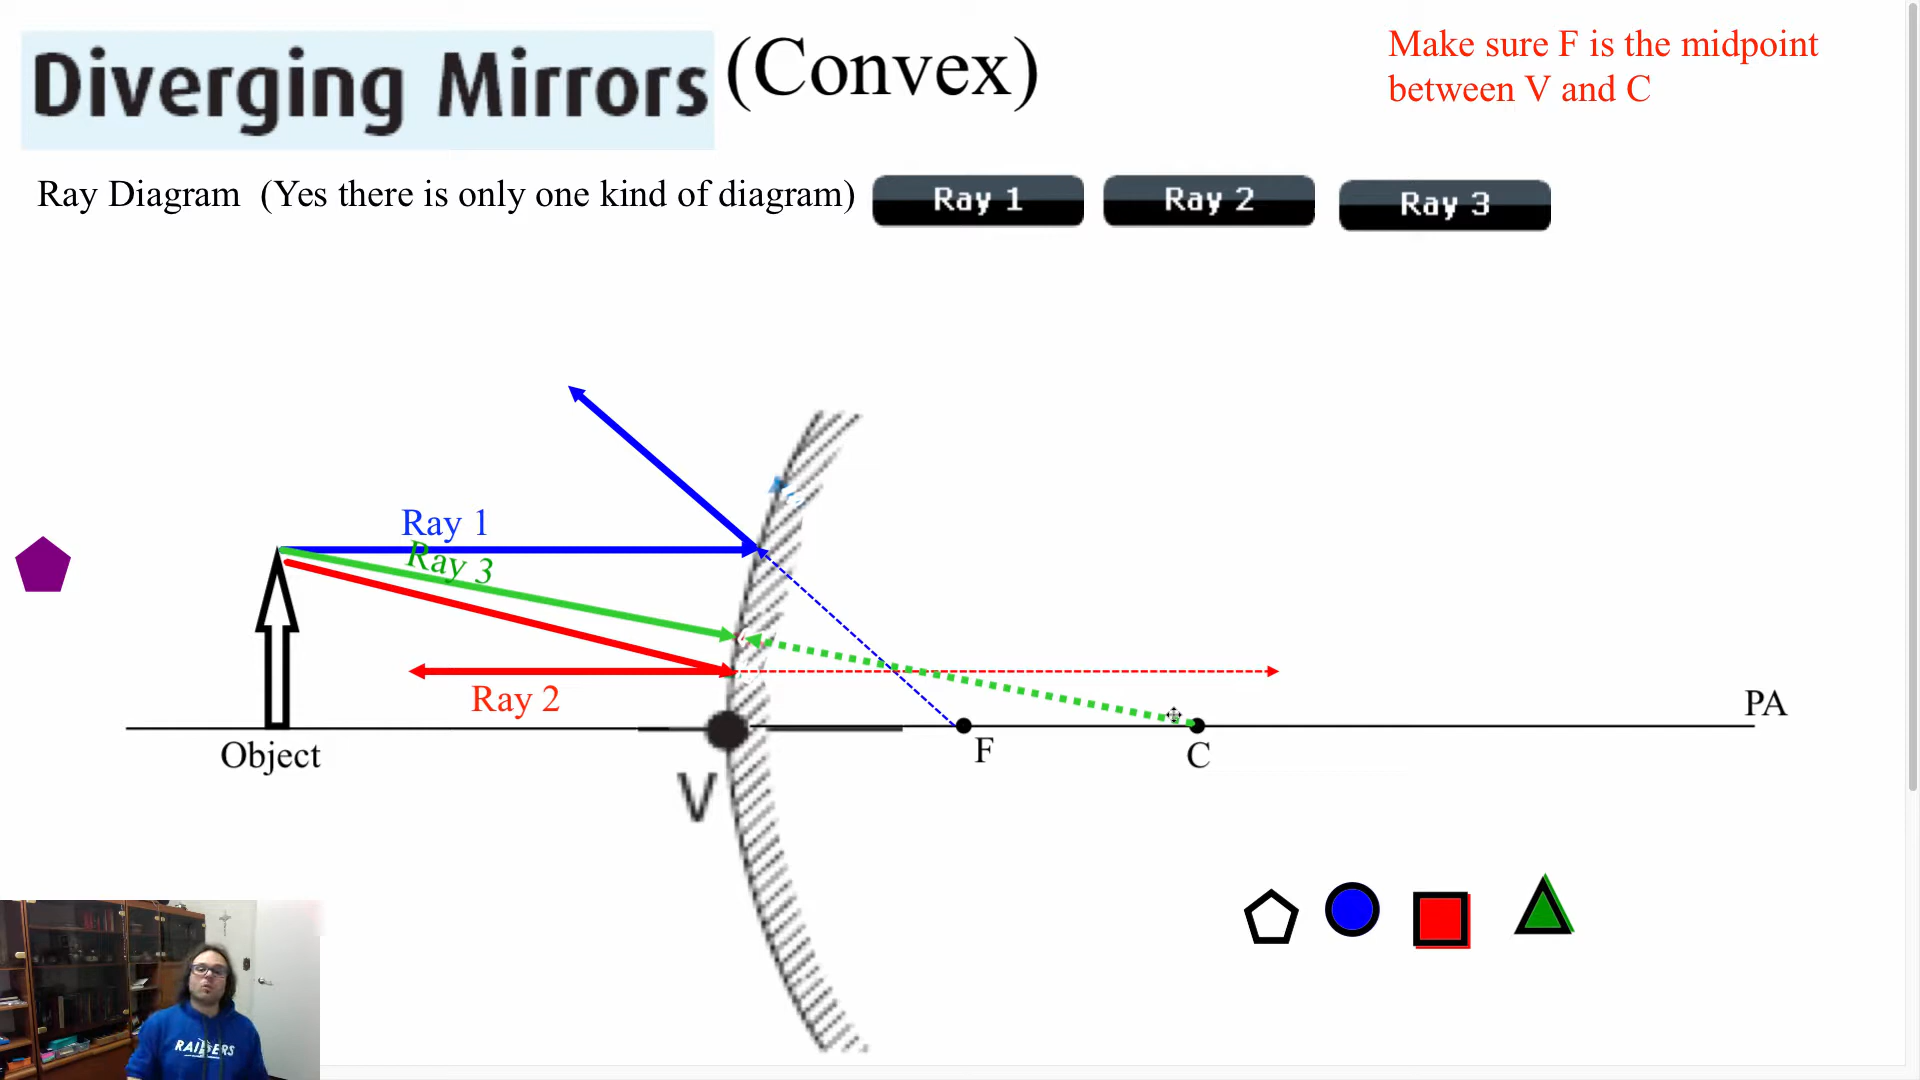 Diverging Mirrors (Convex)
Make sure F is the midpoint
between V and C
Ray Diagram (Yes there is only one kind of diagram)
Ray 1
Ray 2
Ray 3
Ray 1
Ray 3
Ray 2
PA
Object
F
C
V
RAIDERS